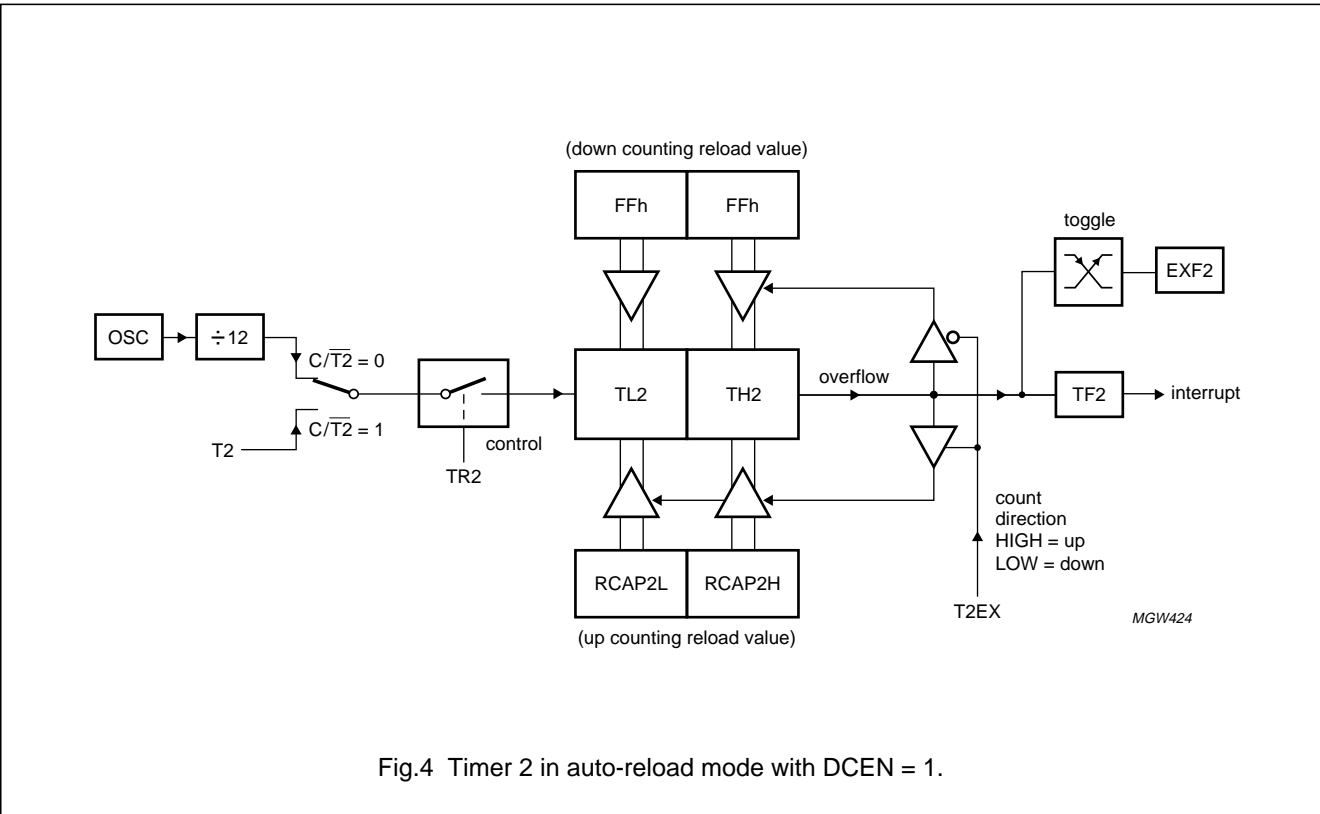 (down counting reload value)
FFh
FFh
toggle
EXF2
OSC
÷12
C/T2̅ = 0
TL2
TH2
overflow
TF2
interrupt
C/T2̅ = 1
T2
control
TR2
count
direction
HIGH = up
LOW = down
RCAP2L
RCAP2H
T2EX
MGW424
(up counting reload value)
Fig.4 Timer 2 in auto-reload mode with DCEN = 1.